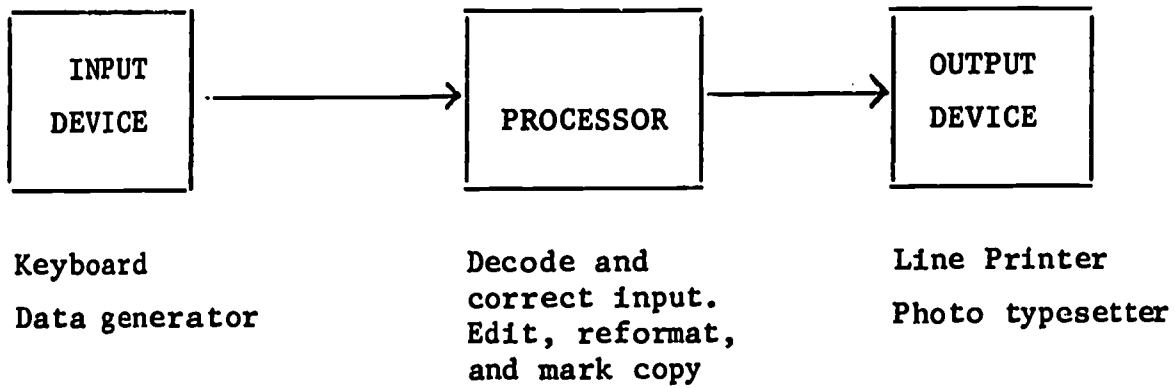 INPUT
DEVICE
PROCESSOR
OUTPUT
DEVICE
Keyboard
Data generator
Decode and
correct input.
Edit, reformat,
and mark copy
Line Printer
Photo typesetter